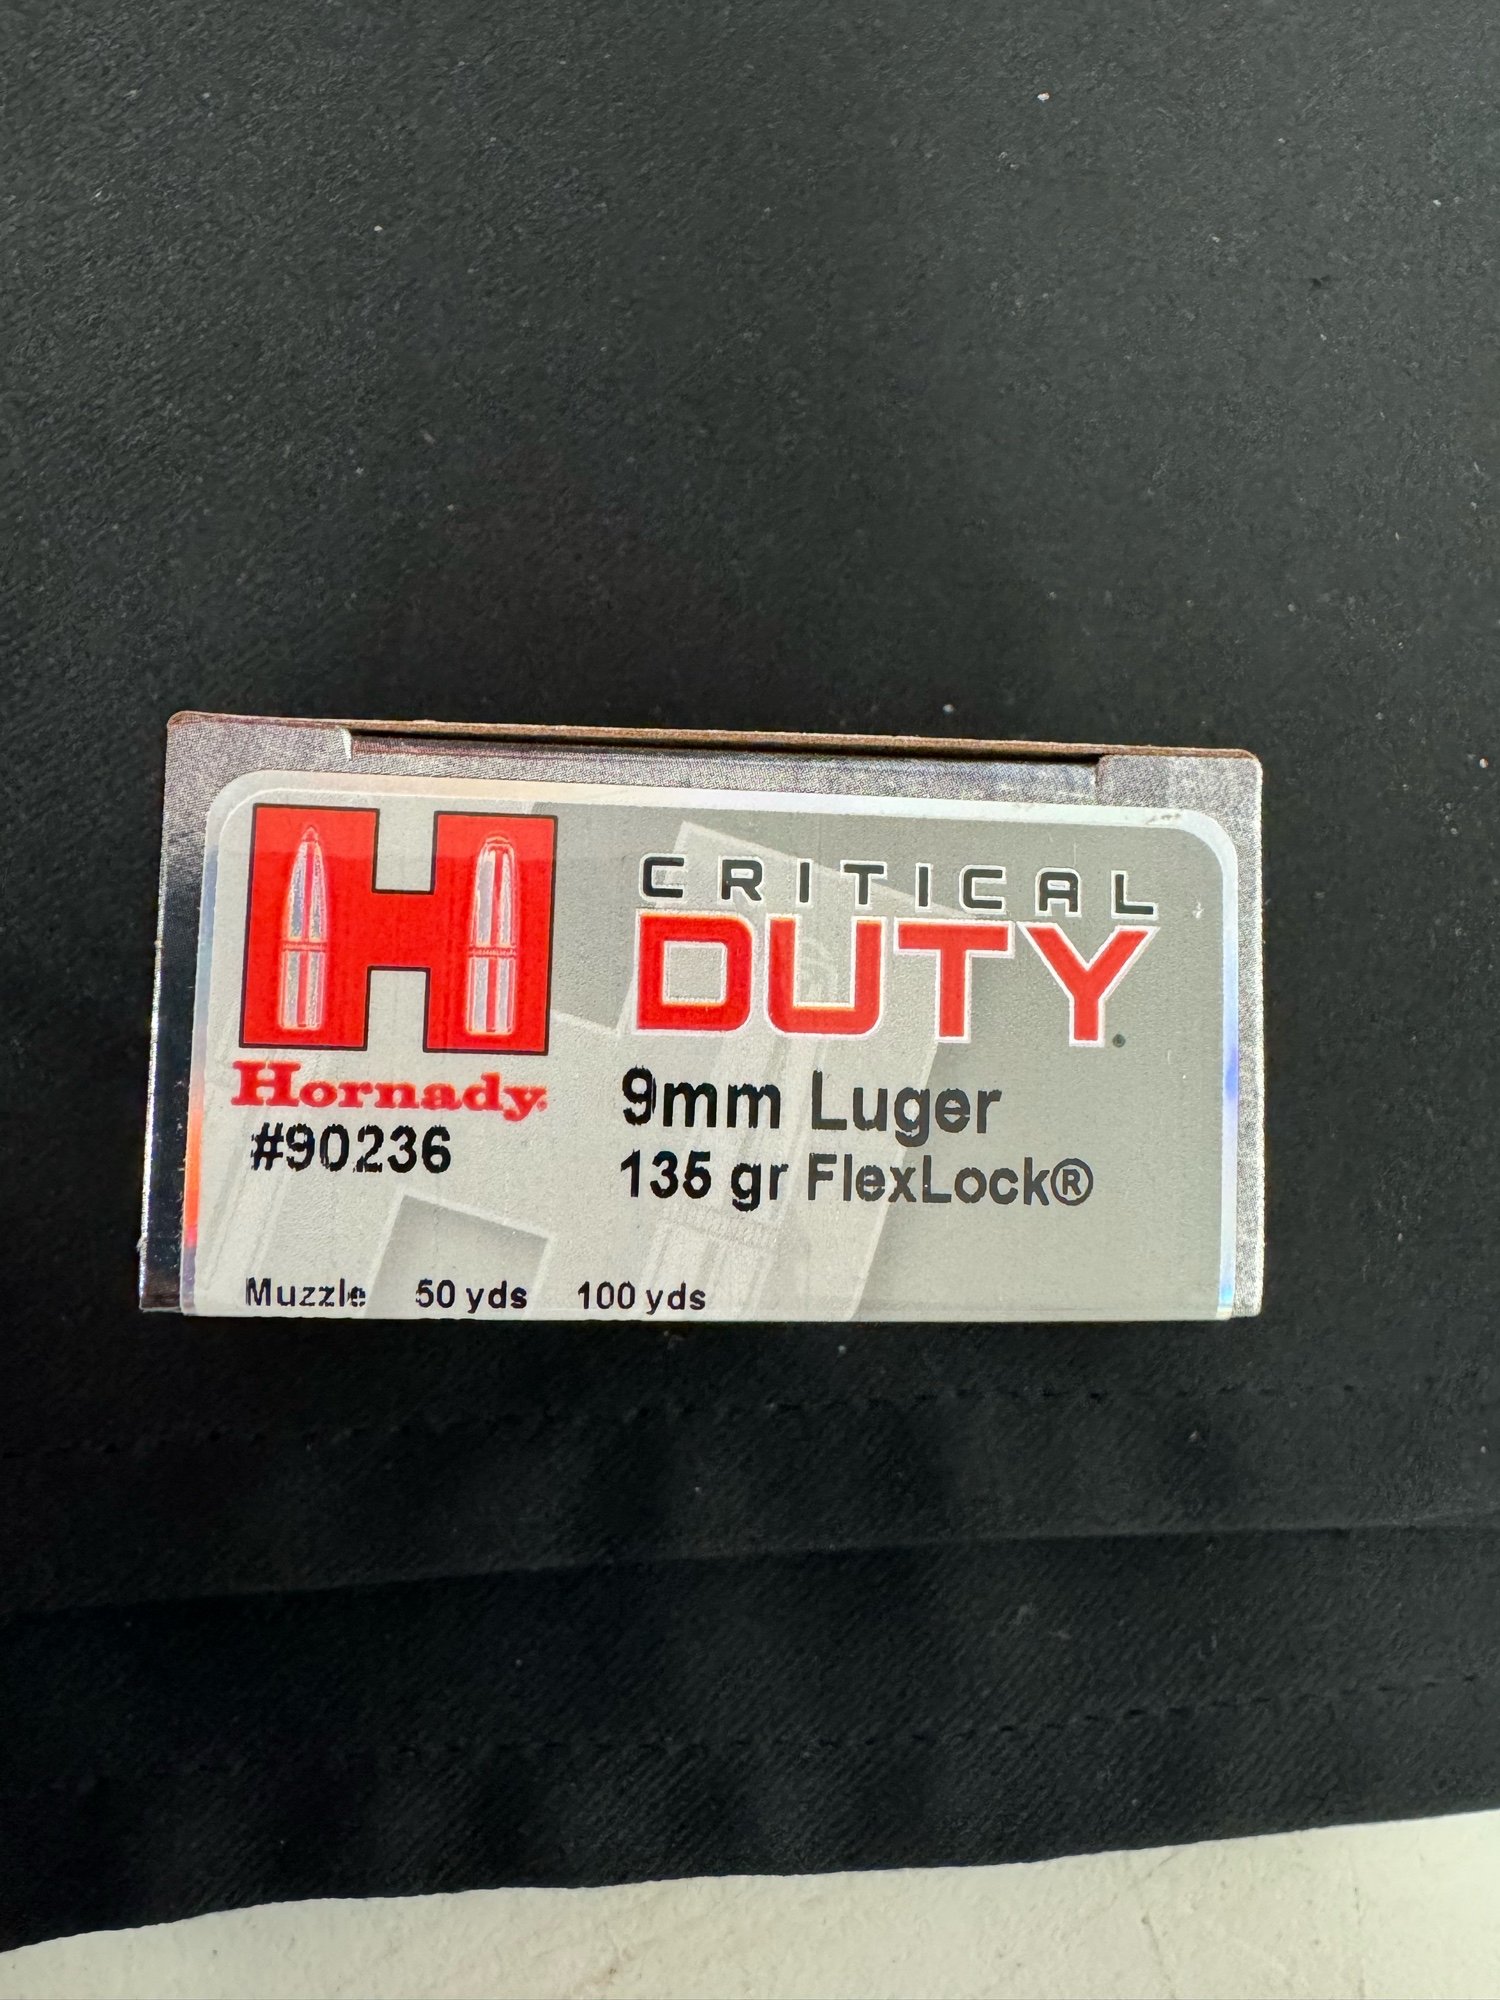 CRITICAL
DUTY
Hornady
#90236
9mm Luger
135 gr FlexLock®
Muzzle 50 yds 100 yds